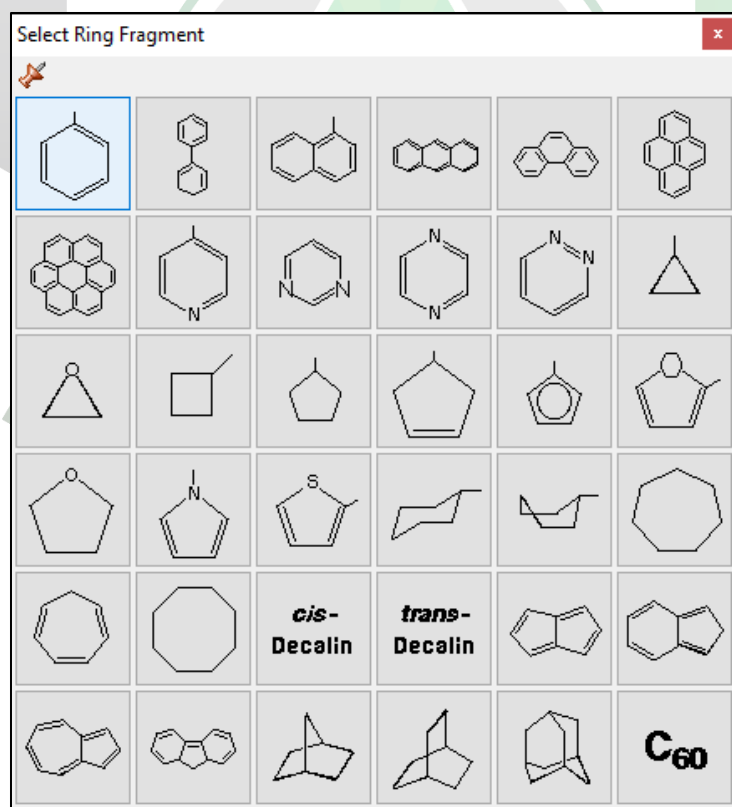 Select Ring Fragment
x
N
N N
N
N
N
N
O
O
O
N
S
cis-
Decalin
trans-
Decalin
C60